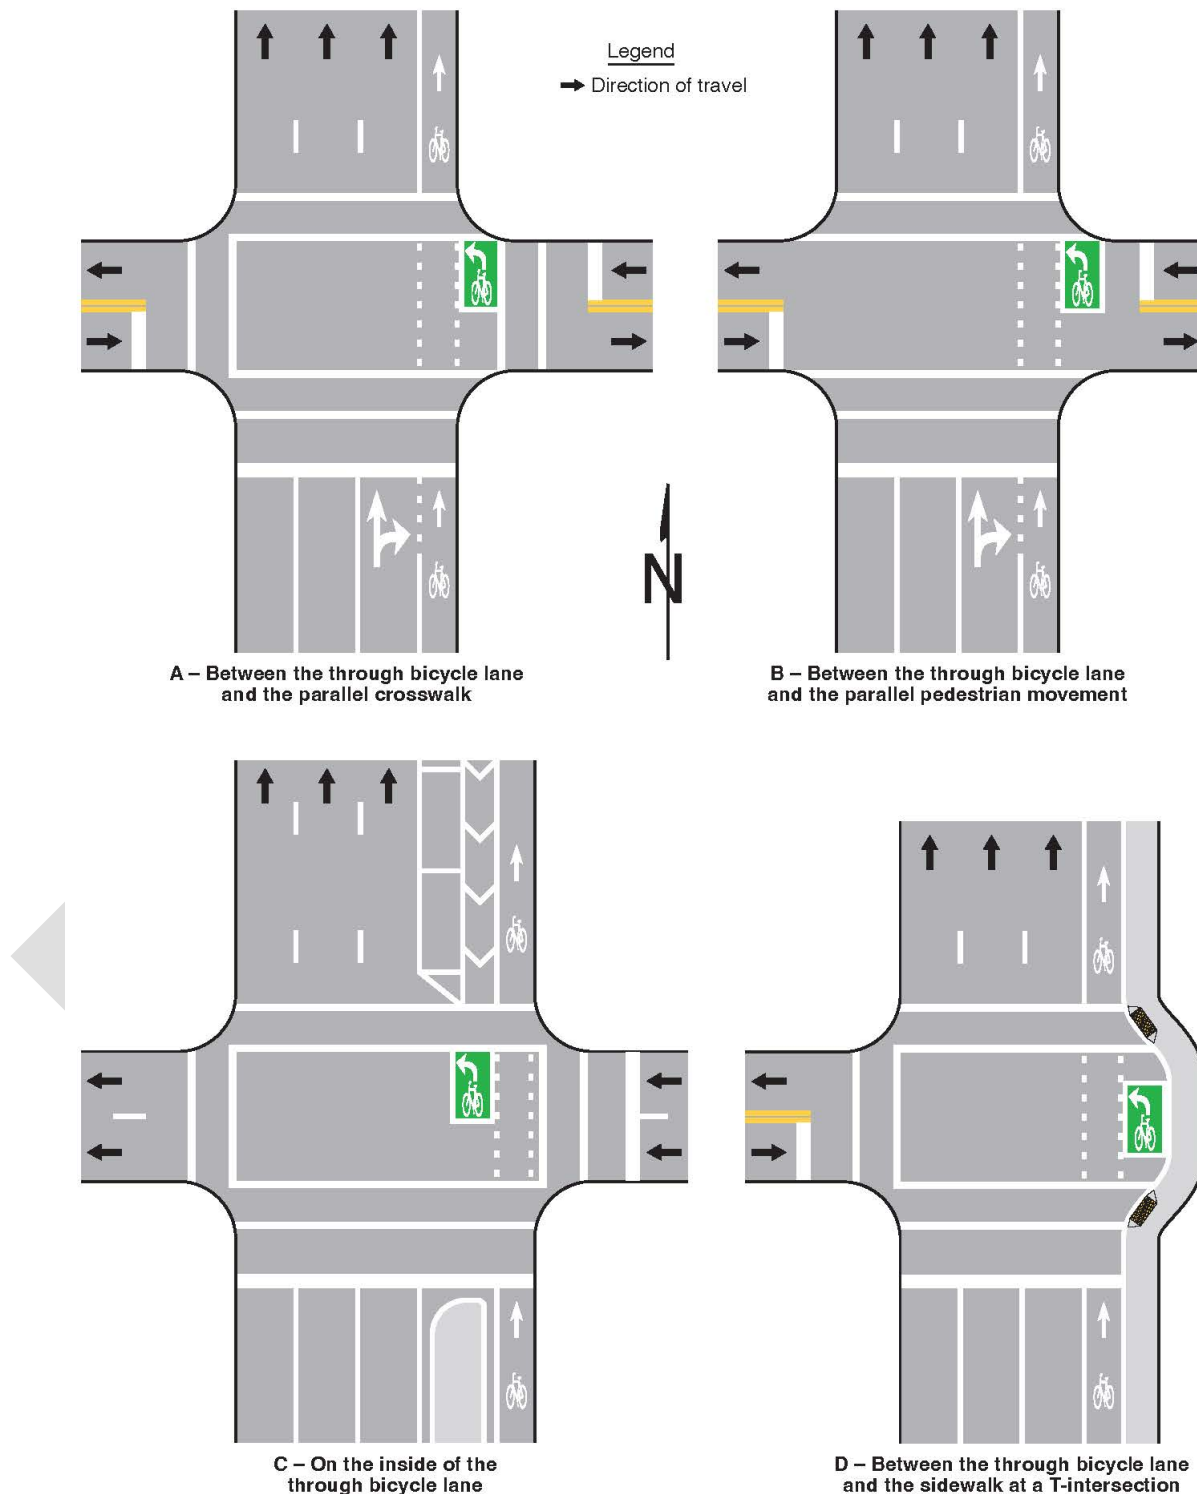 Legend
Direction of travel
A – Between the through bicycle lane
and the parallel crosswalk
N
B – Between the through bicycle lane
and the parallel pedestrian movement
C – On the inside of the
through bicycle lane
D – Between the through bicycle lane
and the sidewalk at a T-intersection